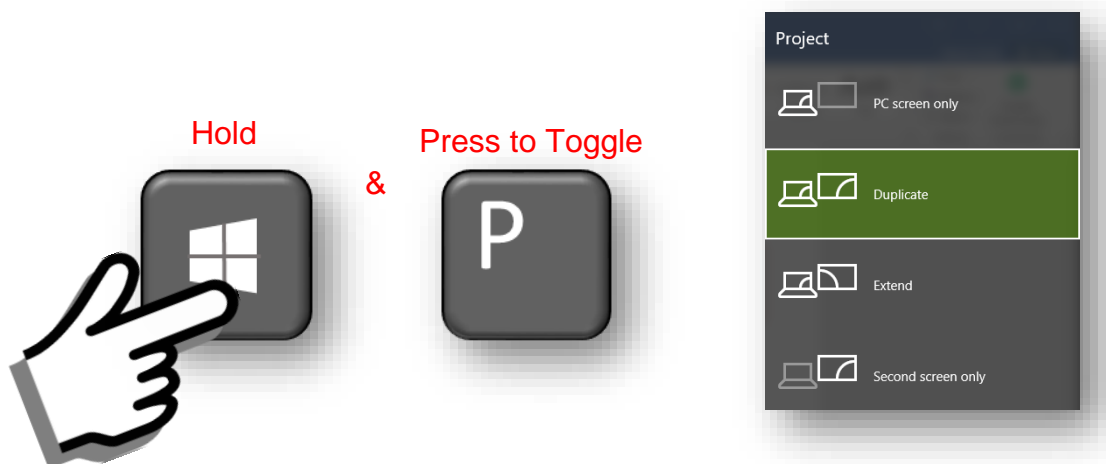 Hold
&
Press to Toggle
P
Project
PC screen only
Duplicate
Extend
Second screen only